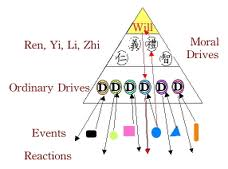 Will
Ren, Yi, Li, Zhi
Moral
Drives
義 禮
仁 智
Ordinary Drives
D D D D D D
Events
Reactions